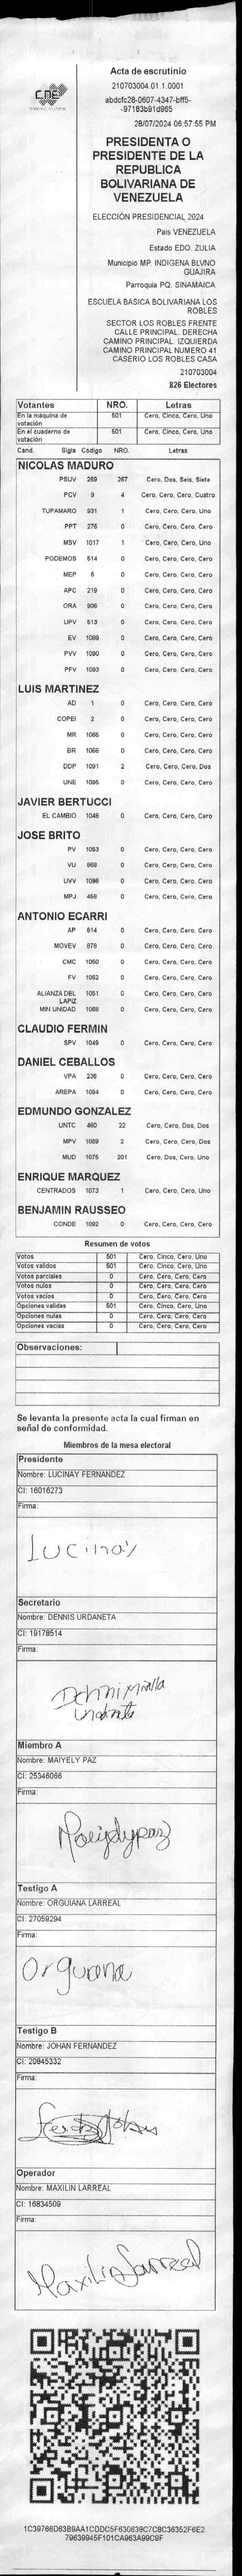 CNE
Acta de escrutinio
210703004.01.1.0001
abdcfc28-0607-4347-bff5-
-97183b91d965
28/07/2024 06:57:55 PM
PRESIDENTA O
PRESIDENTE DE LA
REPUBLICA
BOLIVARIANA DE
VENEZUELA
ELECCIÓN PRESIDENCIAL 2024
Pais VENEZUELA
Estado EDO. ZULIA
Municipio MP. INDIGENA BLVNO
GUAJIRA
Parroquia PQ. SINAMAICA
ESCUELA BASICA BOLIVARIANA LOS
ROBLES
SECTOR LOS ROBLES FRENTE
CALLE PRINCIPAL. DERECHA
CAMINO PRINCIPAL. IZQUIERDA
CAMINO PRINCIPAL NUMERO 41
CASERIO LOS ROBLES CASA
210703004
826 Electores
Votantes NRO. Letras
En la máquina de votación 501 Cero, Cinco, Cero, Uno
En el cuaderno de votación 501 Cero, Cinco, Cero, Uno
Cand. Sigla Código NRO. Letras
NICOLAS MADURO
PSUV 269 267 Cero, Dos, Seis, Siete
PCV 9 4 Cero, Cero, Cero, Cuatro
TUPAMARO 931 1 Cero, Cero, Cero, Uno
PPT 276 0 Cero, Cero, Cero, Cero
MSV 1017 1 Cero, Cero, Cero, Uno
PODEMOS 514 0 Cero, Cero, Cero, Cero
MEP 6 0 Cero, Cero, Cero, Cero
APC 219 0 Cero, Cero, Cero, Cero
ORA 906 0 Cero, Cero, Cero, Cero
UPV 513 0 Cero, Cero, Cero, Cero
EV 1089 0 Cero, Cero, Cero, Cero
PVV 1090 0 Cero, Cero, Cero, Cero
PFV 1093 0 Cero, Cero, Cero, Cero
LUIS MARTINEZ
AD 1 0 Cero, Cero, Cero, Cero
COPEI 2 0 Cero, Cero, Cero, Cero
MR 1065 0 Cero, Cero, Cero, Cero
BR 1066 0 Cero, Cero, Cero, Cero
DDP 1091 2 Cero, Cero, Cero, Dos
UNE 1095 0 Cero, Cero, Cero, Cero
JAVIER BERTUCCI
EL CAMBIO 1048 0 Cero, Cero, Cero, Cero
JOSE BRITO
PV 1053 0 Cero, Cero, Cero, Cero
VU 868 0 Cero, Cero, Cero, Cero
UVV 1096 0 Cero, Cero, Cero, Cero
MPJ 458 0 Cero, Cero, Cero, Cero
ANTONIO ECARRI
AP 814 0 Cero, Cero, Cero, Cero
MOVEV 878 0 Cero, Cero, Cero, Cero
CMC 1050 0 Cero, Cero, Cero, Cero
FV 1062 0 Cero, Cero, Cero, Cero
ALIANZA DEL LAPIZ 1051 0 Cero, Cero, Cero, Cero
MIN UNIDAD 1068 0 Cero, Cero, Cero, Cero
CLAUDIO FERMIN
SPV 1049 0 Cero, Cero, Cero, Cero
DANIEL CEBALLOS
VPA 236 0 Cero, Cero, Cero, Cero
AREPA 1094 0 Cero, Cero, Cero, Cero
EDMUNDO GONZALEZ
UNTC 460 22 Cero, Cero, Dos, Dos
MPV 1069 2 Cero, Cero, Cero, Dos
MUD 1075 201 Cero, Dos, Cero, Uno
ENRIQUE MARQUEZ
CENTRADOS 1073 1 Cero, Cero, Cero, Uno
BENJAMIN RAUSSEO
CONDE 1092 0 Cero, Cero, Cero, Cero
Resumen de votos
Votos 501 Cero, Cinco, Cero, Uno
Votos validos 501 Cero, Cinco, Cero, Uno
Votos parciales 0 Cero, Cero, Cero, Cero
Votos nulos 0 Cero, Cero, Cero, Cero
Votos vacios 0 Cero, Cero, Cero, Cero
Opciones validas 501 Cero, Cinco, Cero, Uno
Opciones nulas 0 Cero, Cero, Cero, Cero
Opciones vacias 0 Cero, Cero, Cero, Cero
Observaciones:
Se levanta la presente acta la cual firman en
señal de conformidad.
Miembros de la mesa electoral
Presidente
Nombre: LUCINAY FERNANDEZ
CI: 16016273
Firma:
Lucinay
Secretario
Nombre: DENNIS URDANETA
CI: 19178514
Firma:
Urdaneta
Miembro A
Nombre: MAIYELY PAZ
CI: 25346066
Firma:
Testigo A
Nombre: ORGUIANA LARREAL
CI: 27059294
Firma:
Testigo B
Nombre: JOHAN FERNANDEZ
CI: 20845332
Firma:
Operador
Nombre: MAXILIN LARREAL
CI: 16834509
Firma:
Maxilin Larreal
1C39766D63B9AA1CDDC5F630636C7C8C36352F6E2
79639945F101CA963A99C9F